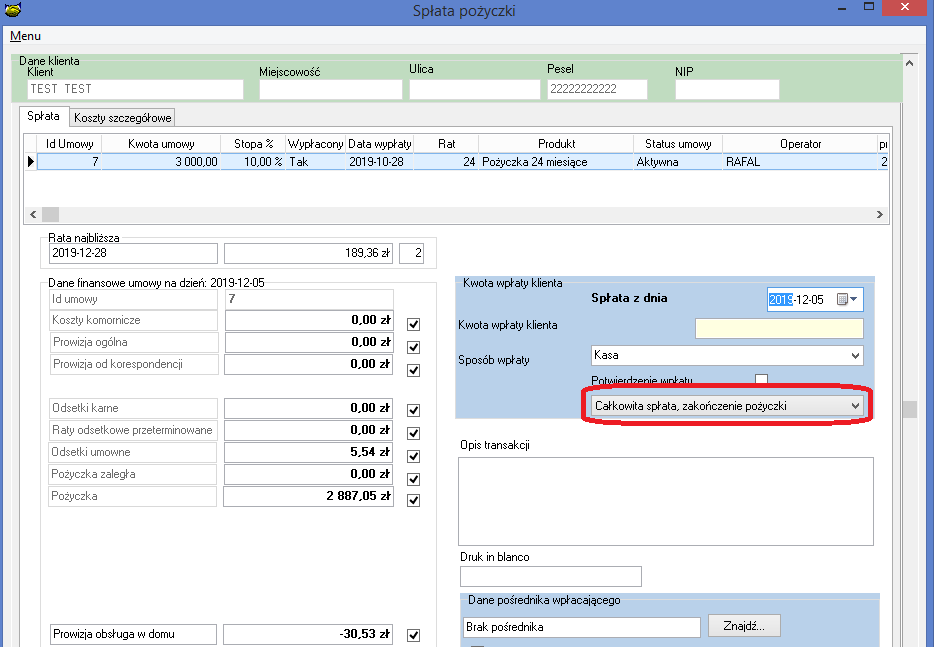 Spłata pożyczki
Menu
Dane klienta
Klient Miejscowość Ulica Pesel NIP
TEST TEST 22222222222
Spłata Koszty szczegółowe
Id Umowy Kwota umowy Stopa % Wypłacony Data wypłaty Rat Produkt Status umowy Operator
7 3 000,00 10,00 % Tak 2019-10-28 24 Pożyczka 24 miesiące Aktywna RAFAL 2
Rata najbliższa
2019-12-28 189,36 zł 2
Dane finansowe umowy na dzień: 2019-12-05
Id umowy 7
Koszty komornicze 0,00 zł
Prowizja ogólna 0,00 zł
Prowizja od korespondencji 0,00 zł
Odsetki karne 0,00 zł
Raty odsetkowe przeterminowane 0,00 zł
Odsetki umowne 5,54 zł
Pożyczka zaległa 0,00 zł
Pożyczka 2 887,05 zł
Prowizja obsługa w domu -30,53 zł
Kwota wpłaty klienta
Spłata z dnia 2019-12-05
Kwota wpłaty klienta
Sposób wpłaty Kasa
Potwierdzenie wpłaty
Całkowita spłata, zakończenie pożyczki
Opis transakcji
Druk in blanco
Dane pośrednika wpłacającego
Brak pośrednika Znajdź...